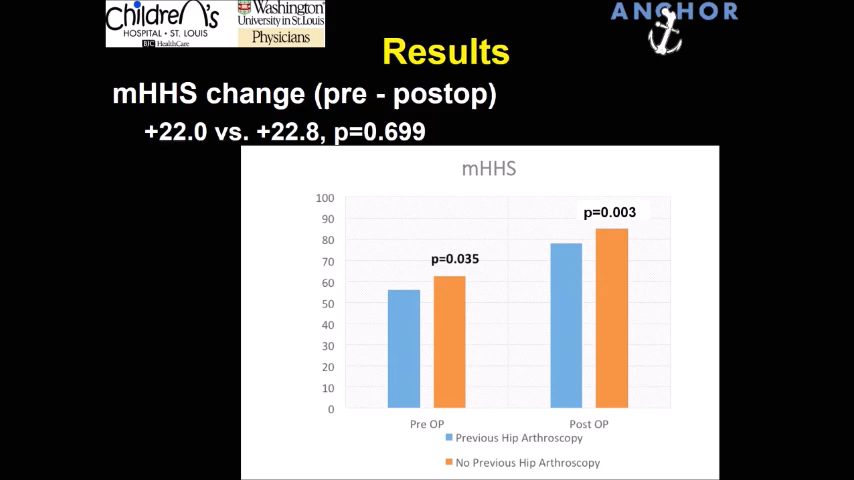 Children's
HOSPITAL • ST. LOUIS
BJC HealthCare
Washington
University in St. Louis
Physicians
ANCHOR
Results
mHHS change (pre - postop)
+22.0 vs. +22.8, p=0.699
mHHS
100
90
80
70
60
50
40
30
20
10
0
p=0.035
p=0.003
Pre OP
Post OP
Previous Hip Arthroscopy
No Previous Hip Arthroscopy